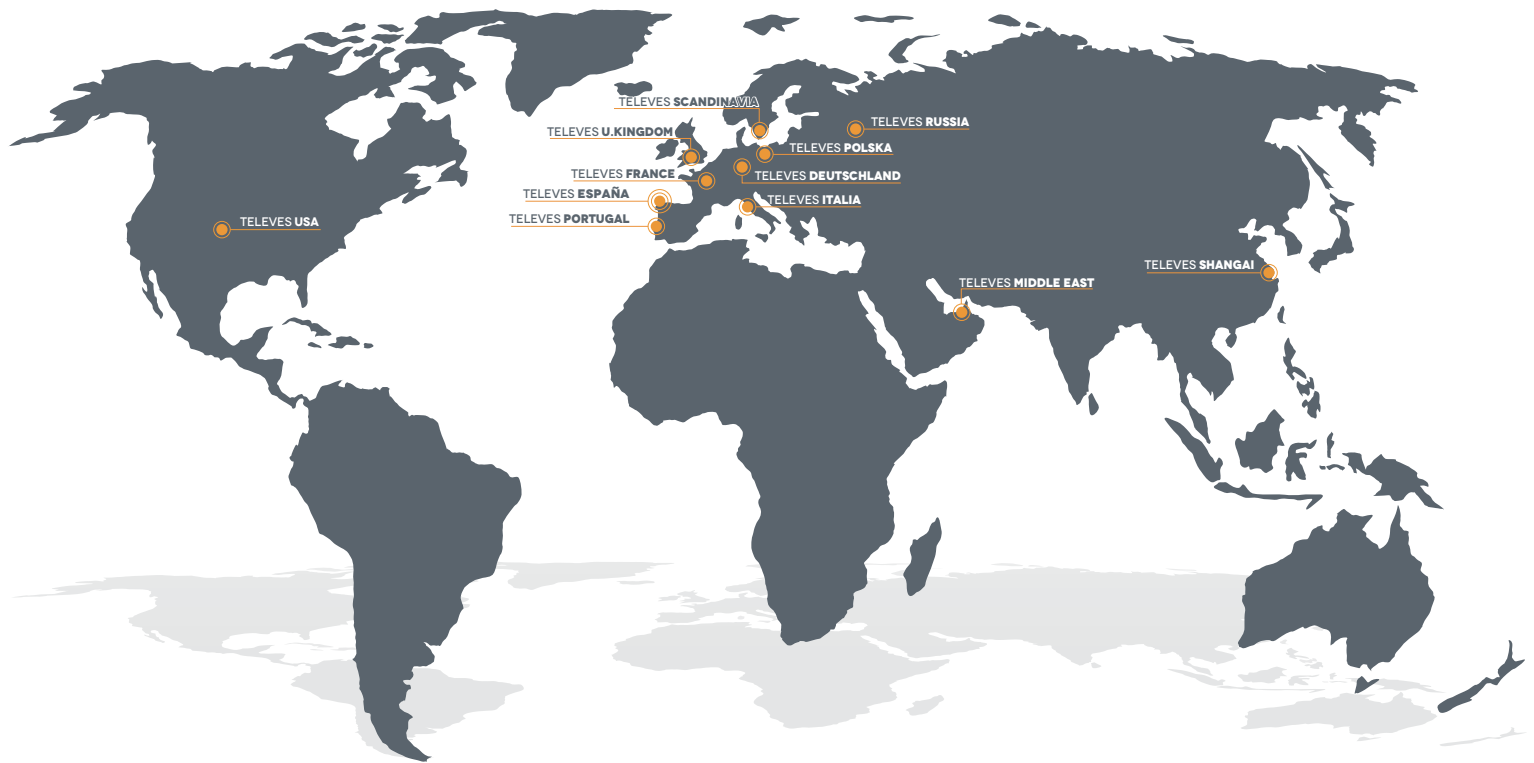 TELEVES SCANDINAVIA
TELEVES RUSSIA
TELEVES U.KINGDOM
TELEVES POLSKA
TELEVES FRANCE
TELEVES DEUTSCHLAND
TELEVES ESPAÑA
TELEVES ITALIA
TELEVES PORTUGAL
TELEVES USA
TELEVES SHANGAI
TELEVES MIDDLE EAST